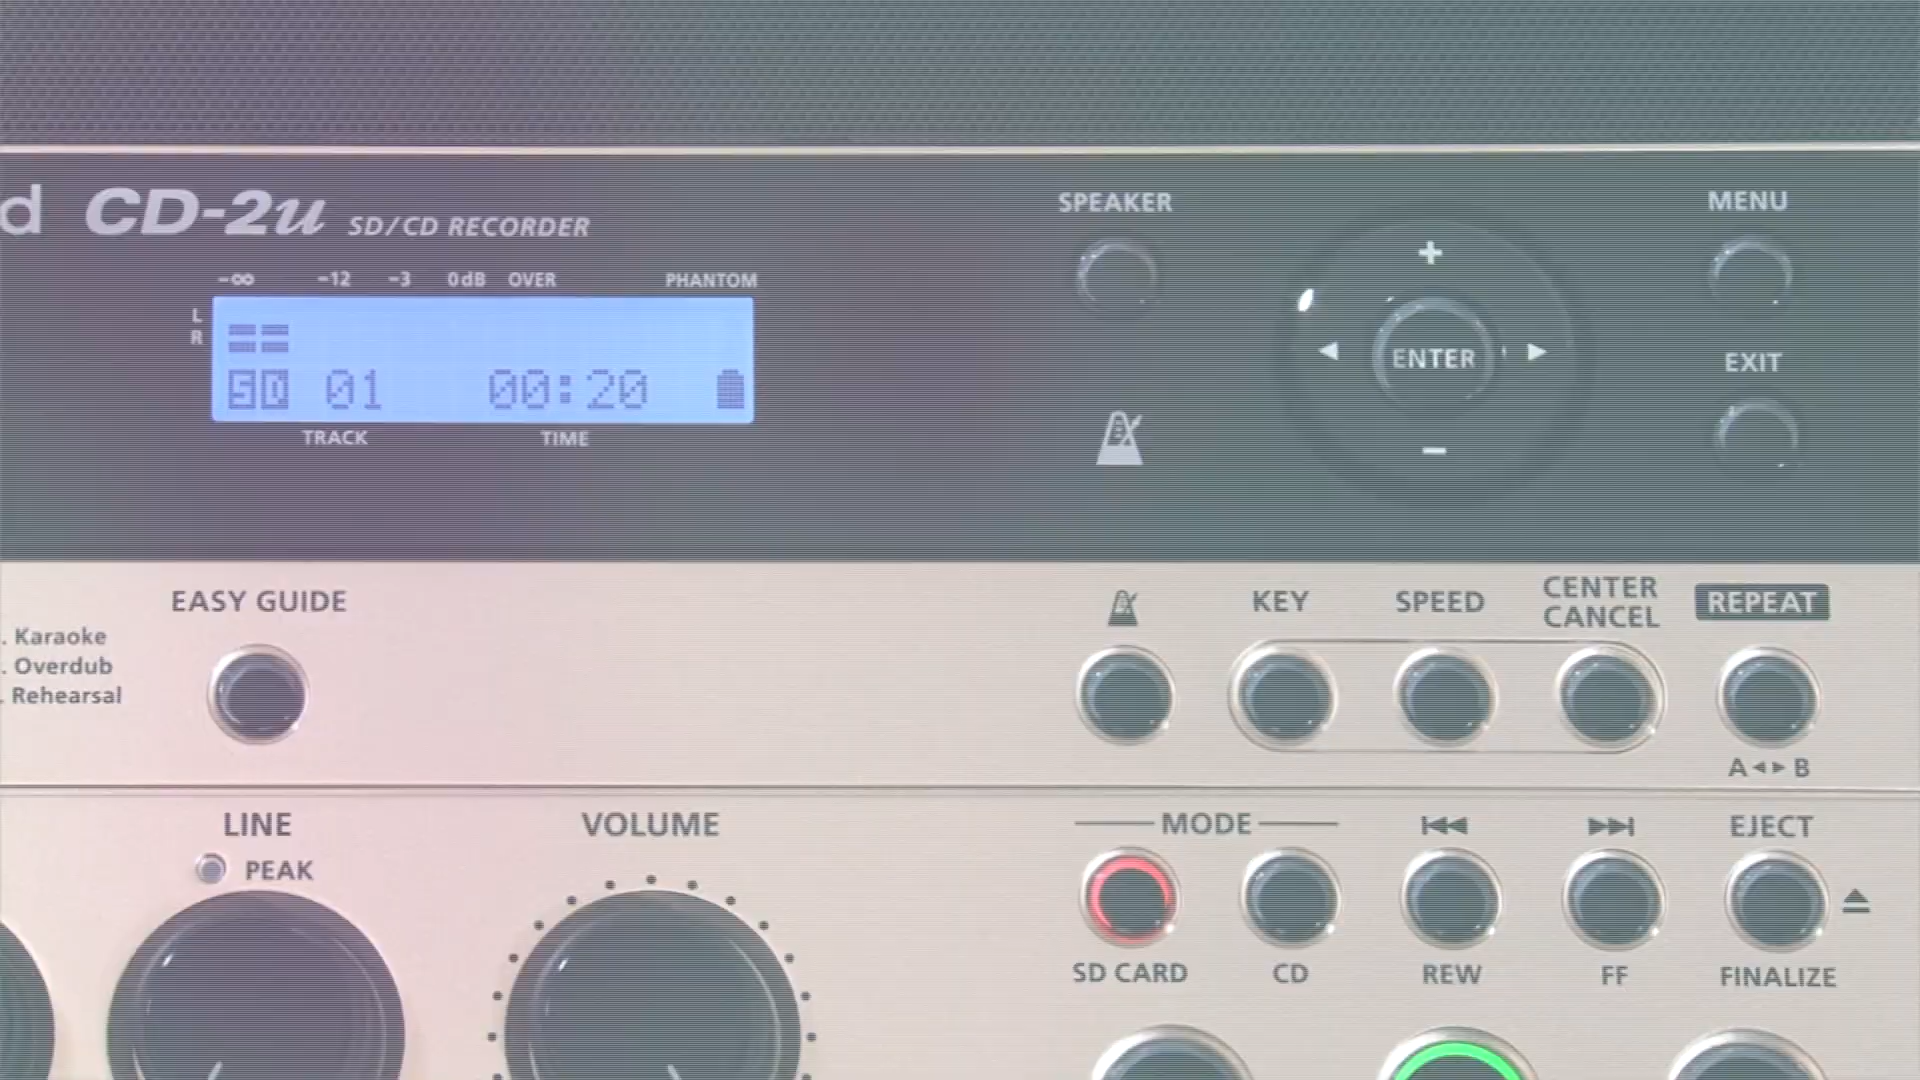 d CD-2u SD/CD RECORDER
SPEAKER
MENU
-∞ -12 -3 0dB OVER PHANTOM
L
R
SD 01 00:20
TRACK TIME
+
◀ ENTER ▶
−
EXIT
EASY GUIDE
. Karaoke
. Overdub
. Rehearsal
KEY
SPEED
CENTER
CANCEL
REPEAT
A ◂ ▸ B
LINE
PEAK
VOLUME
MODE
EJECT
SD CARD
CD
REW
FF
FINALIZE